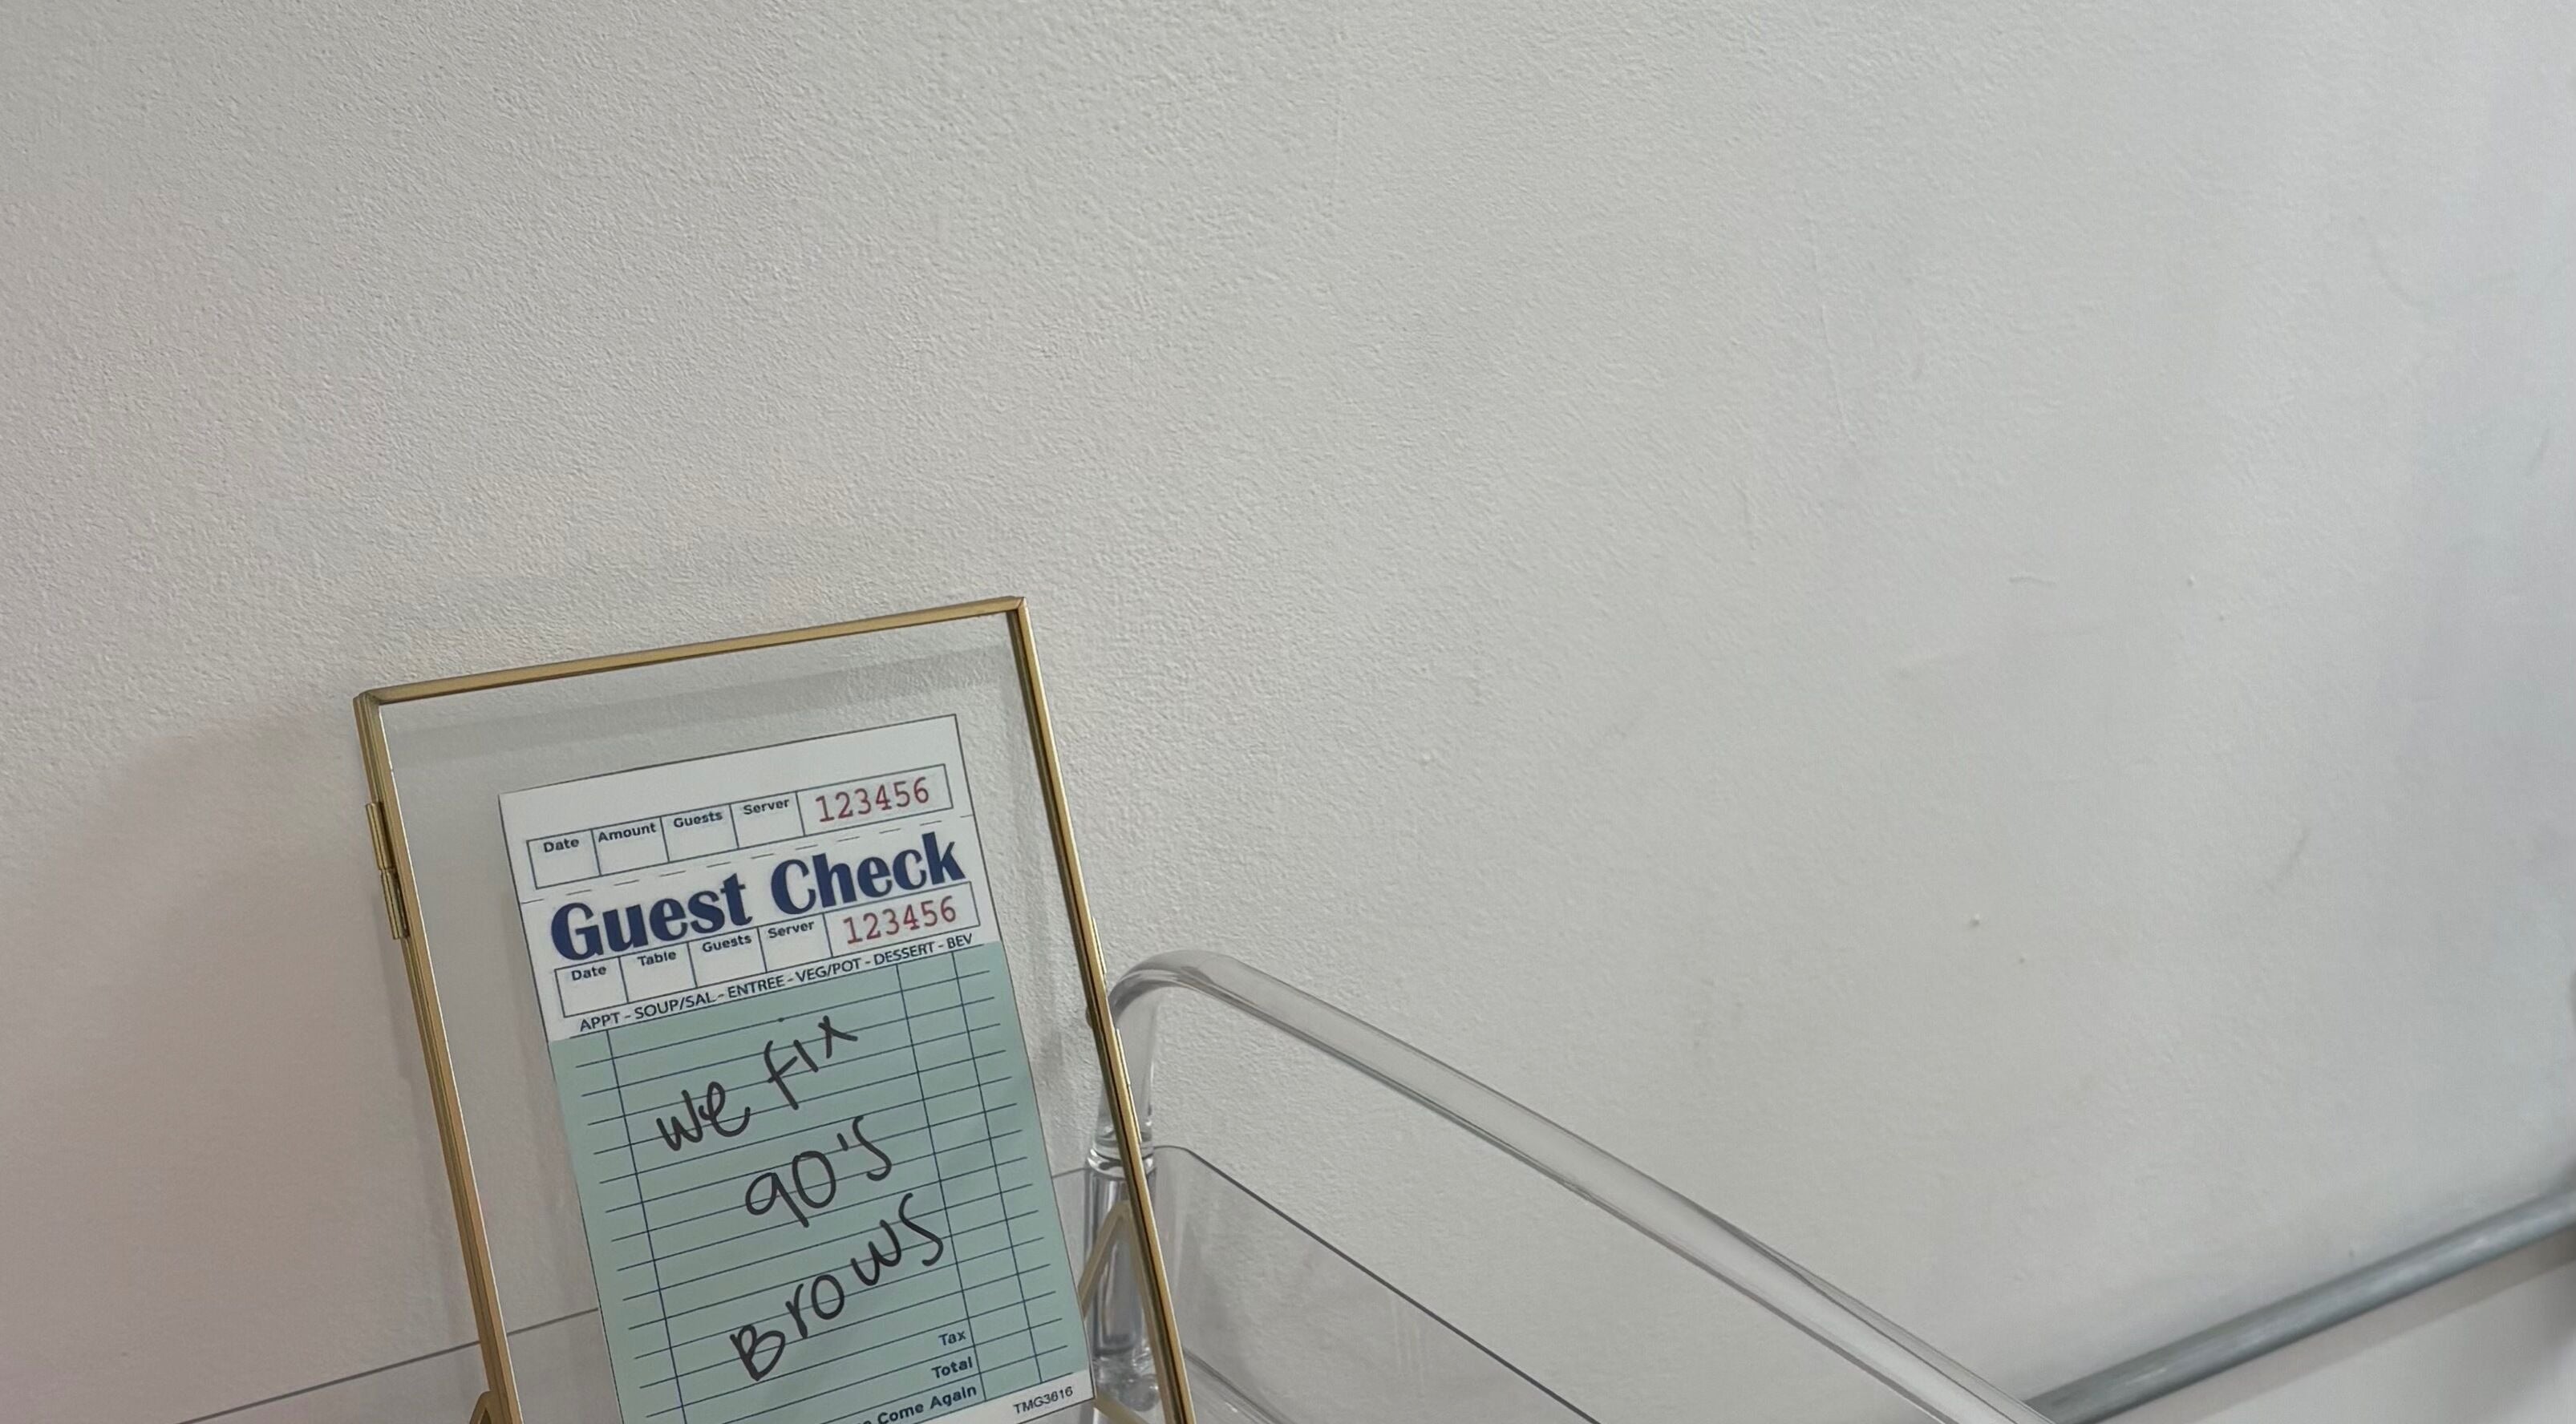 Date Amount Guests Server 123456
Guest Check
Date Table Guests Server 123456
APPT - SOUP/SAL - ENTREE - VEG/POT - DESSERT - BEV
we fix
90's
Brows
Tax
Total
Come Again
TMG3616